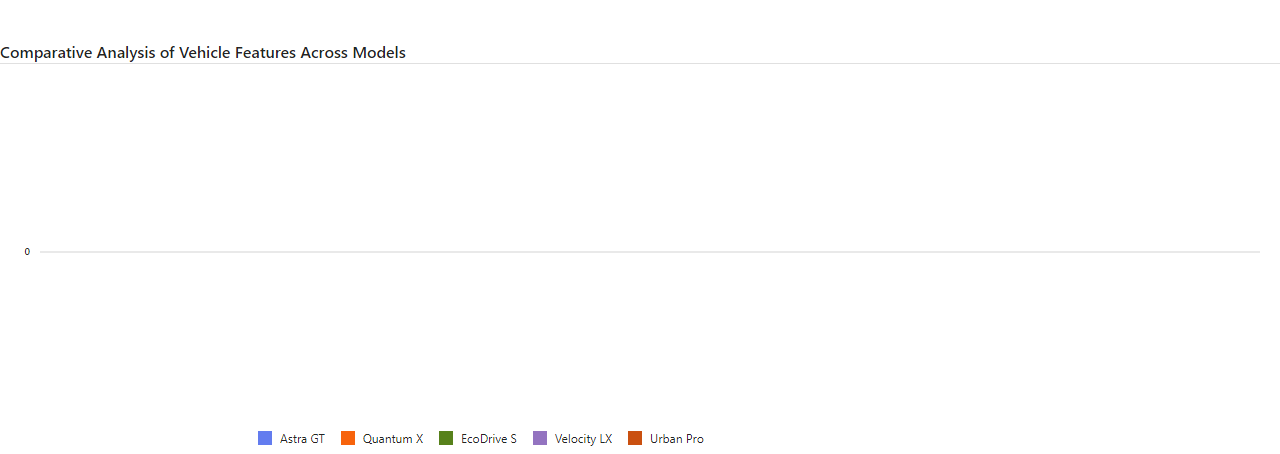 Comparative Analysis of Vehicle Features Across Models
0
Astra GT Quantum X EcoDrive S Velocity LX Urban Pro